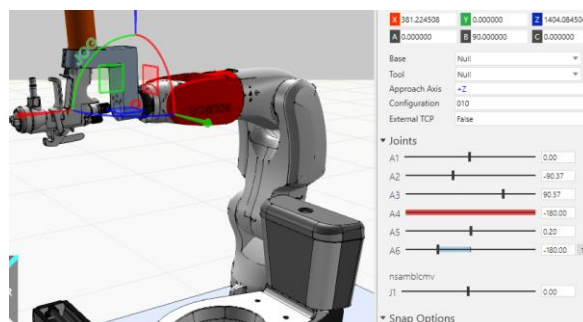 X 381.224508 Y 0.000000 Z 1404.084504
A 0.000000 B 90.000000 C 0.000000
Base Null
Tool Null
Approach Axis +Z
Configuration 010
External TCP False
Joints
A1 0.00
A2 -90.37
A3 90.57
A4 -180.00
A5 0.20
A6 -180.00
nsamblcmv
J1 0.00
Snap Options